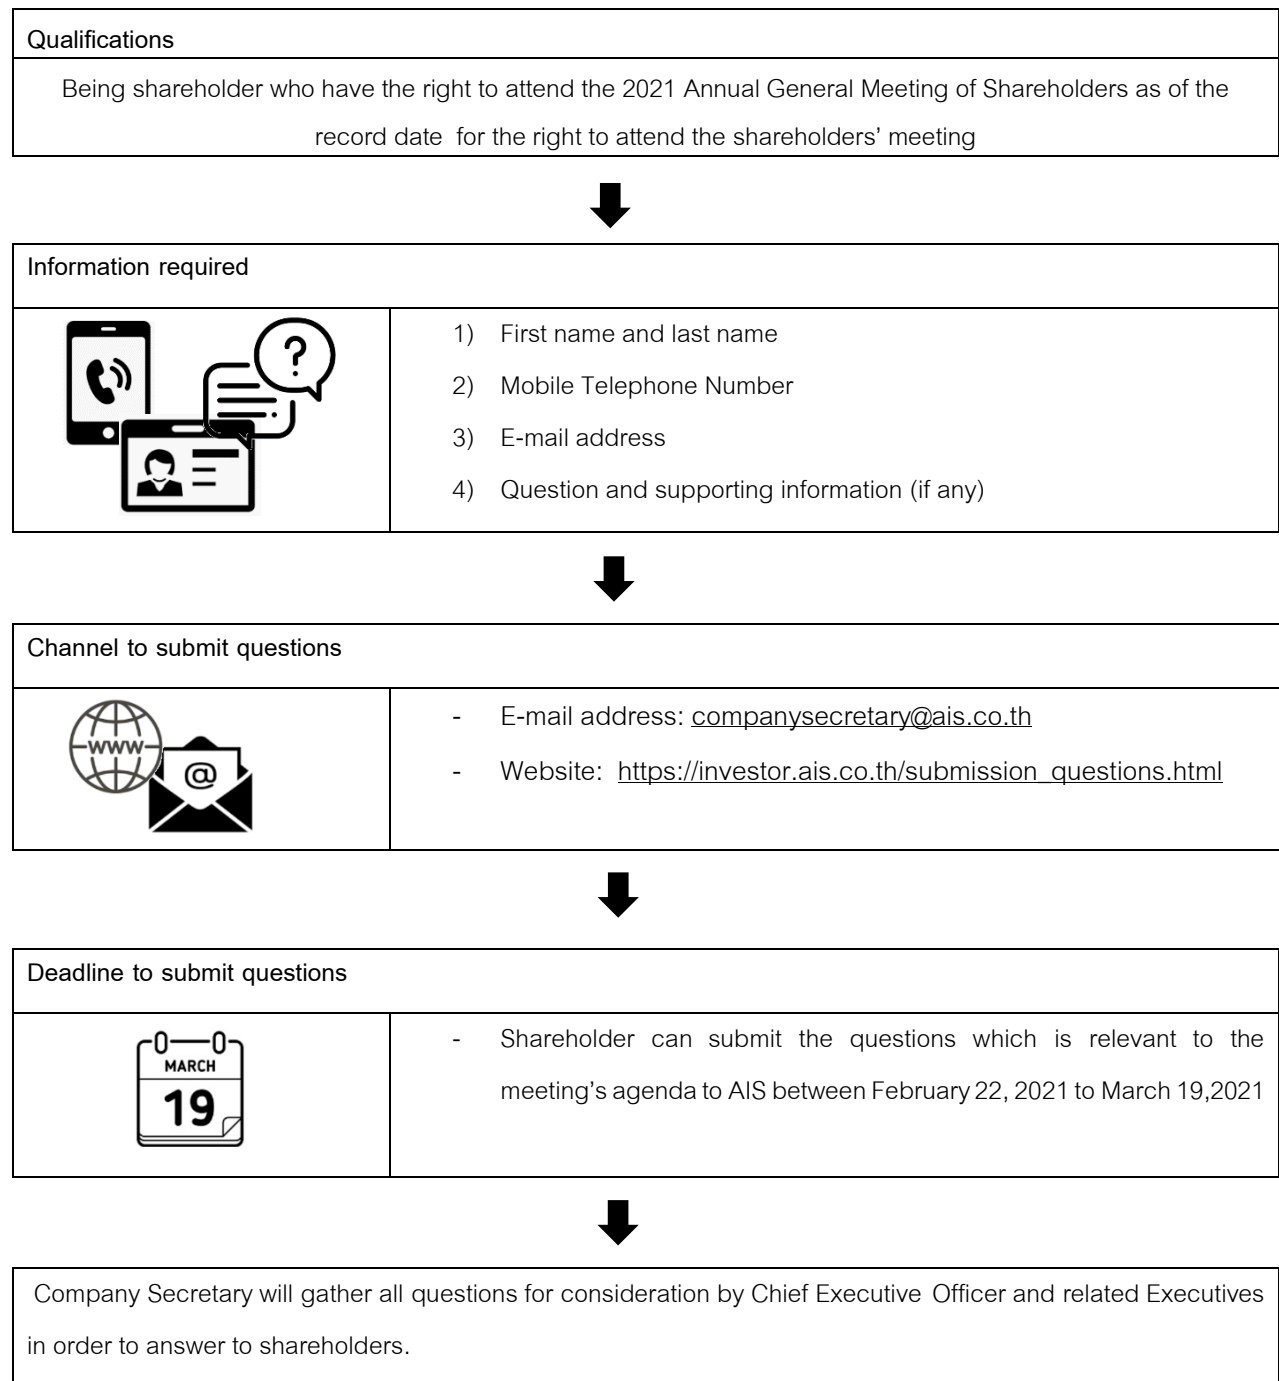 Qualifications
Being shareholder who have the right to attend the 2021 Annual General Meeting of Shareholders as of the
record date for the right to attend the shareholders' meeting
Information required
?
1) First name and last name
2) Mobile Telephone Number
3) E-mail address
4) Question and supporting information (if any)
Channel to submit questions
www
@
- E-mail address: companysecretary@ais.co.th
- Website: https://investor.ais.co.th/submission_questions.html
Deadline to submit questions
MARCH
19
- Shareholder can submit the questions which is relevant to the
meeting's agenda to AIS between February 22, 2021 to March 19,2021
Company Secretary will gather all questions for consideration by Chief Executive Officer and related Executives
in order to answer to shareholders.